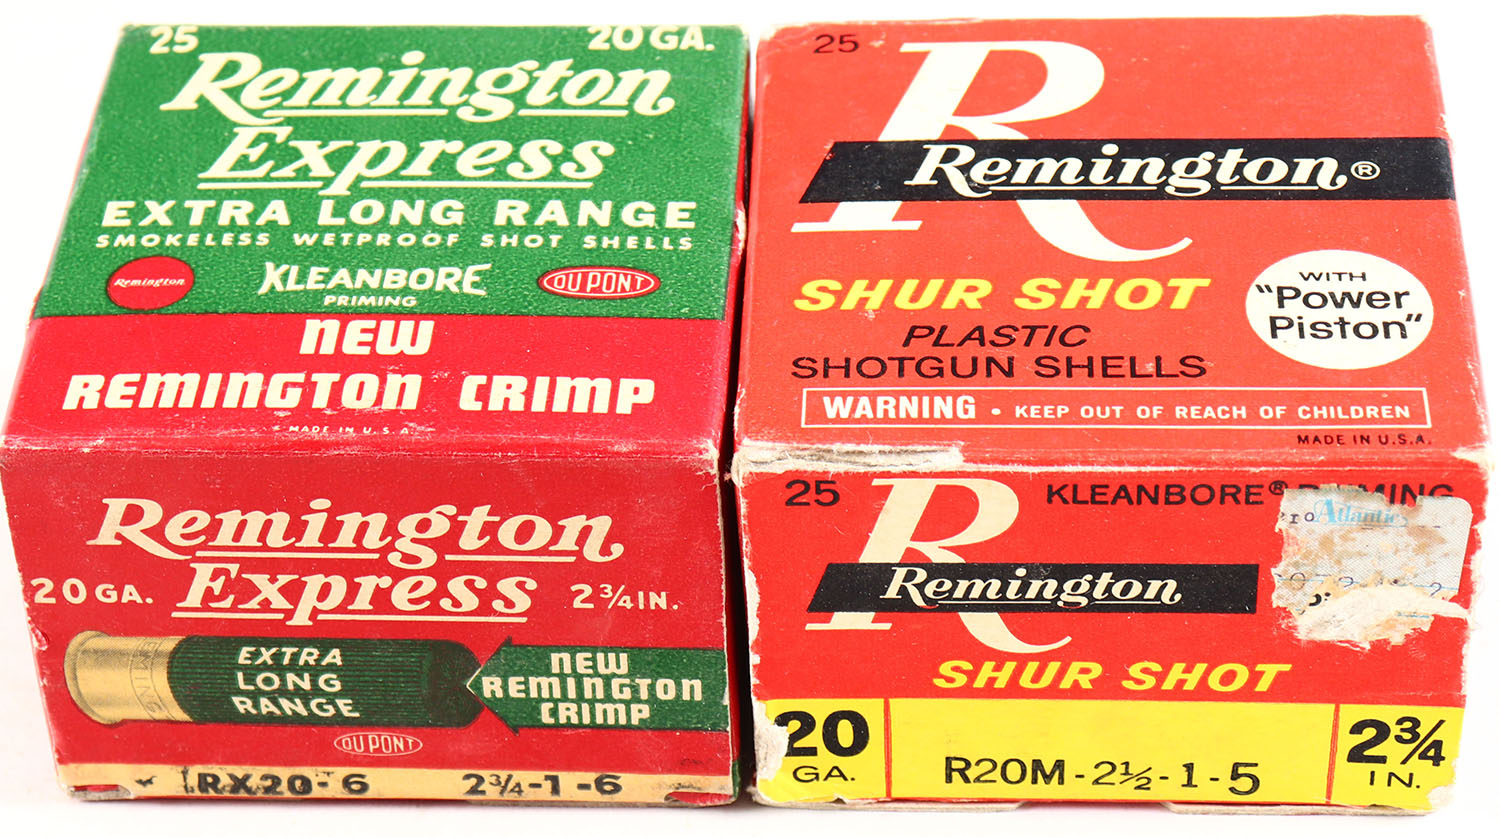 25 20 GA.
Remington
Express
EXTRA LONG RANGE
SMOKELESS WETPROOF SHOT SHELLS
Remington KLEANBORE PRIMING DU PONT
NEW
REMINGTON CRIMP
MADE IN U.S.A.
Remington
20 GA. Express 2¾ IN.
EXTRA
LONG
RANGE
NEW
REMINGTON
CRIMP
DU PONT
RX20-6 2¾-1-6
25
R
Remington®
SHUR SHOT
PLASTIC
SHOTGUN SHELLS
WITH
"Power
Piston"
WARNING • KEEP OUT OF REACH OF CHILDREN
MADE IN U.S.A.
25 R KLEANBORE®
Atlantic
Remington
SHUR SHOT
20
GA.
R20M-2½-1-5
2¾
IN.